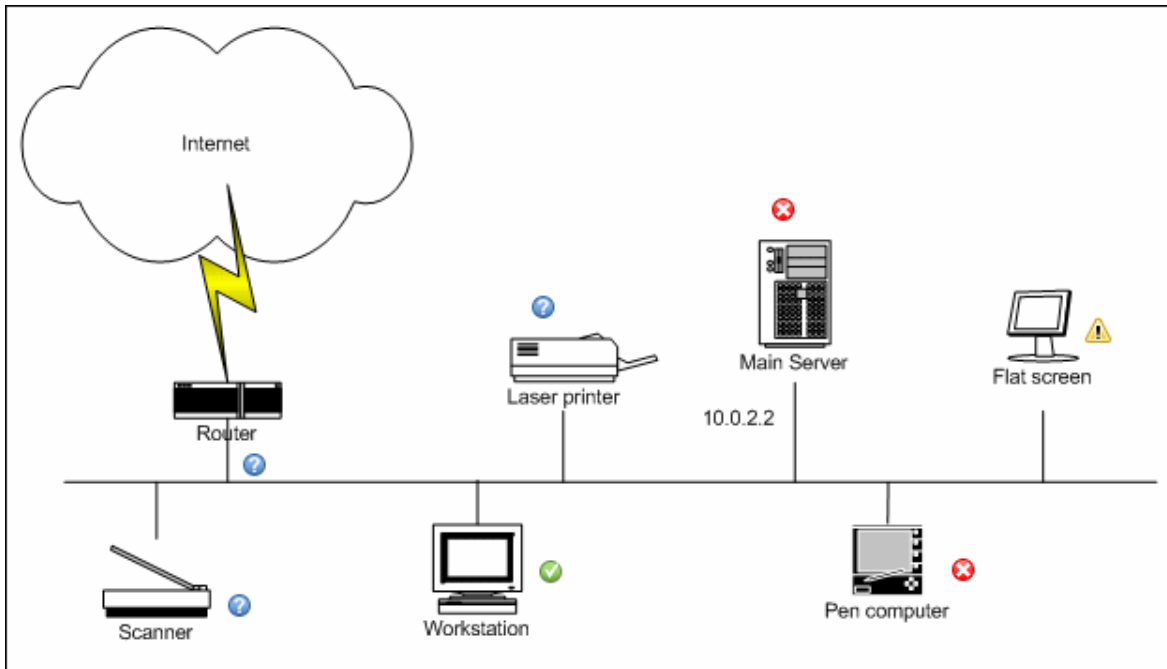 Internet
Main Server
Flat screen
Laser printer
10.0.2.2
Router
Scanner
Workstation
Pen computer